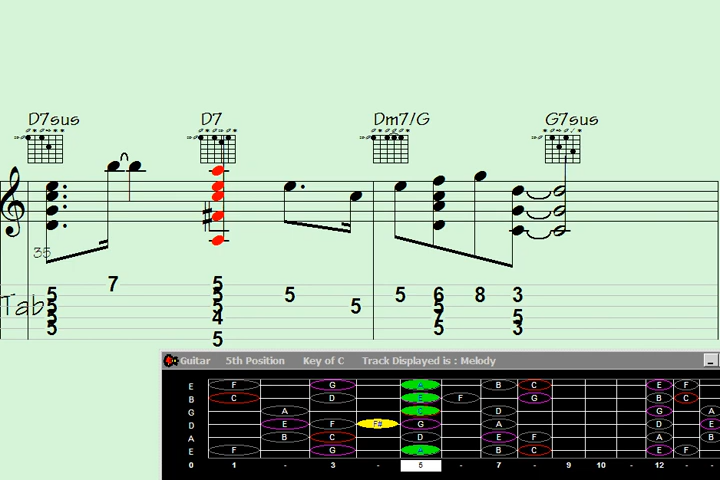 D7sus D7 Dm7/G G7sus
35
7 5
5 5 5 5 6 8 3
Tab 5 5 5 5
5 4 7 5
5 5 3
5
Guitar 5th Position Key of C Track Displayed is : Melody
E F G A B C E F
B C D E F G B C
G A D G A
D E F F# G A D
A B C D E F B
E F G A B C E F
0 1 - 3 - 5 - 7 - 9 10 - 12 - -